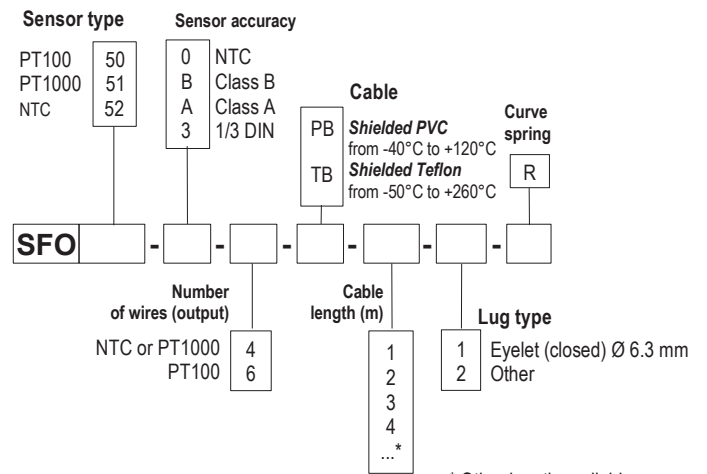 Sensor type
PT100 50
PT1000 51
NTC 52
Sensor accuracy
0 NTC
B Class B
A Class A
3 1/3 DIN
Cable
PB Shielded PVC
from -40°C to +120°C
TB Shielded Teflon
from -50°C to +260°C
Curve
spring
R
SFO - - - - - -
Number
of wires (output)
NTC or PT1000 4
PT100 6
Cable
length (m)
1
2
3
4
...*
Lug type
1 Eyelet (closed) Ø 6.3 mm
2 Other